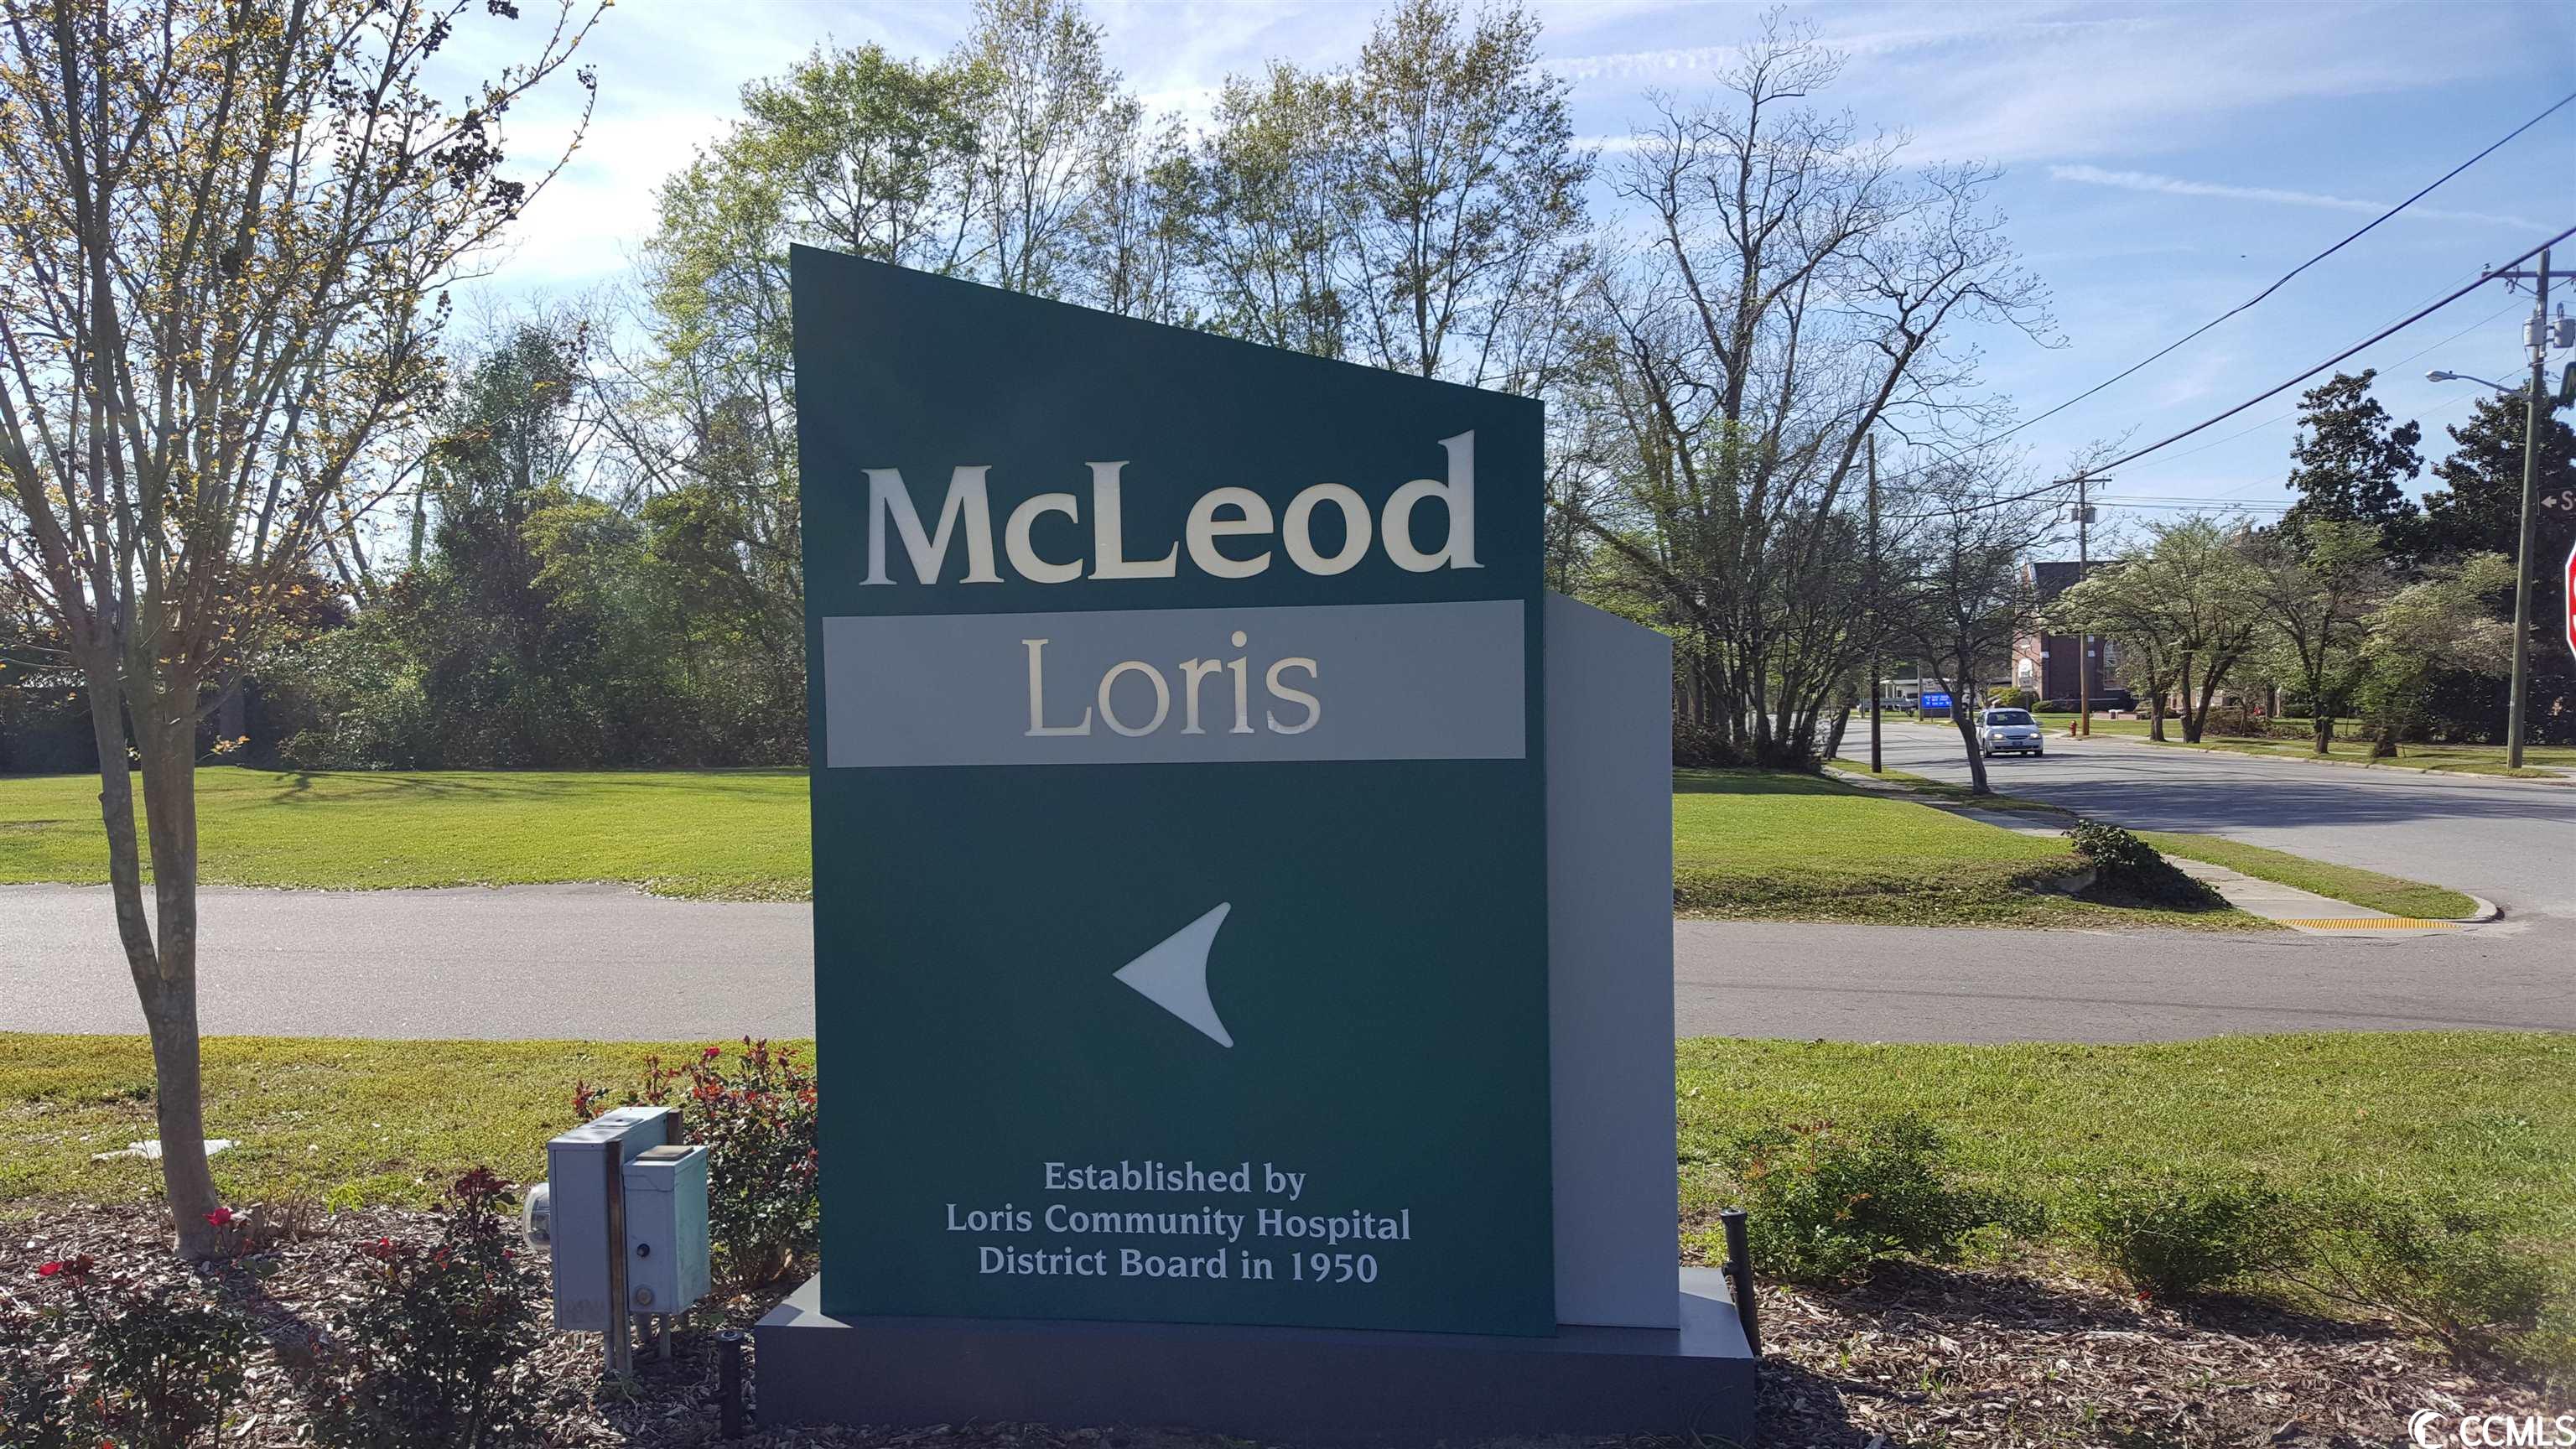 McLeod
Loris
Established by
Loris Community Hospital
District Board in 1950
CCMLS